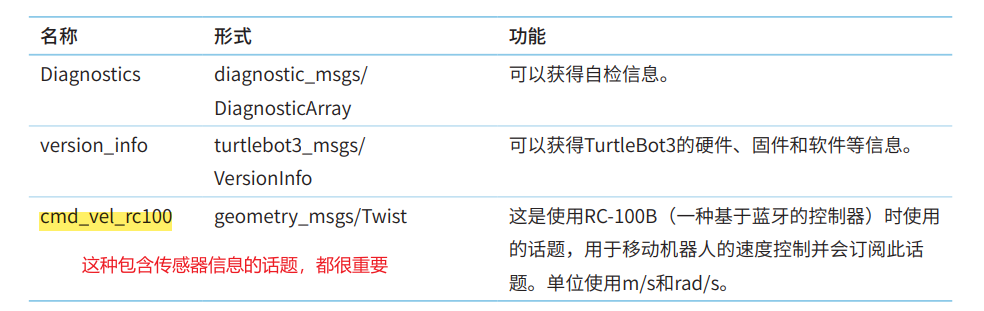 名称 形式 功能
Diagnostics diagnostic_msgs/ 可以获得自检信息。
DiagnosticArray
version_info turtlebot3_msgs/ 可以获得TurtleBot3的硬件、固件和软件等信息。
VersionInfo
cmd_vel_rc100 geometry_msgs/Twist 这是使用RC-100B（一种基于蓝牙的控制器）时使用
的话题，用于移动机器人的速度控制并会订阅此话
题。单位使用m/s和rad/s。
这种包含传感器信息的话题，都很重要